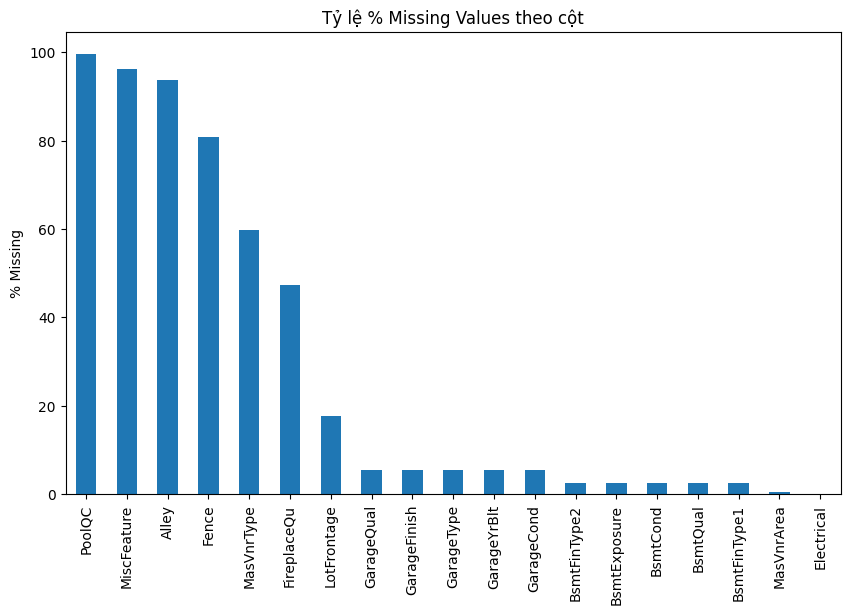 Tỷ lệ % Missing Values theo cột
% Missing
100
80
60
40
20
0
PoolQC
MiscFeature
Alley
Fence
MasVnrType
FireplaceQu
LotFrontage
GarageQual
GarageFinish
GarageType
GarageYrBlt
GarageCond
BsmtFinType2
BsmtExposure
BsmtCond
BsmtQual
BsmtFinType1
MasVnrArea
Electrical